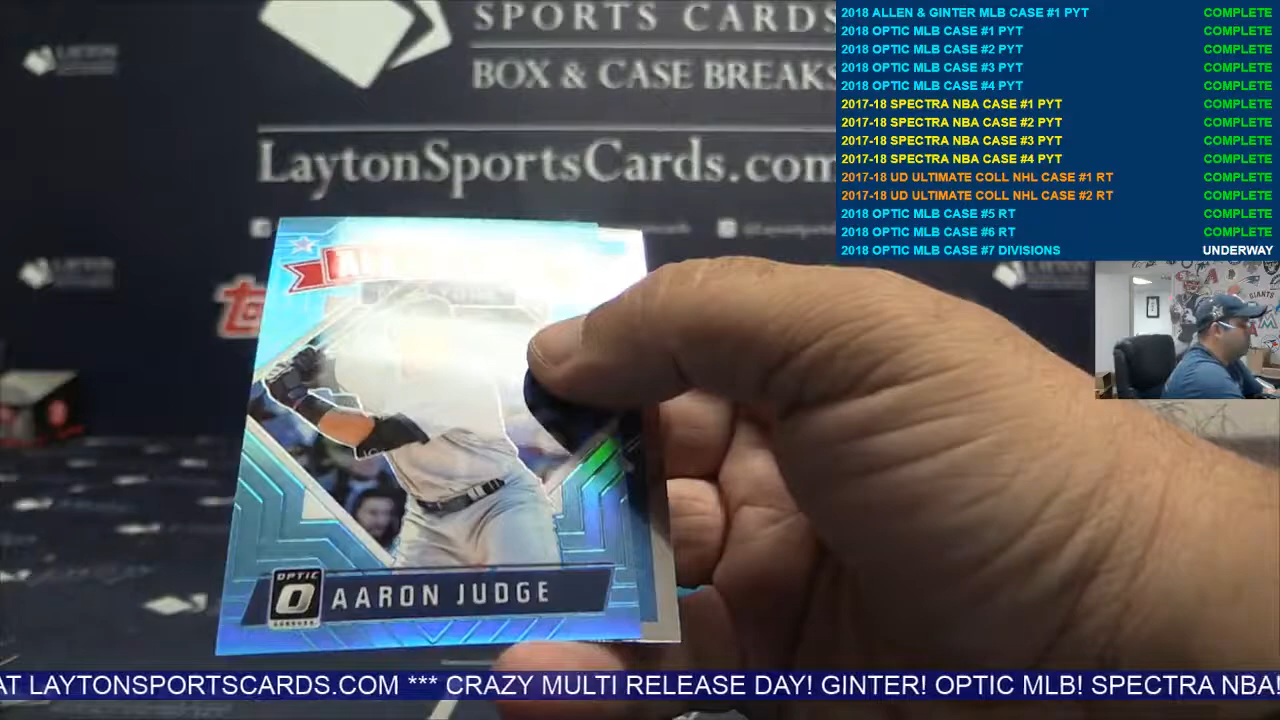 SPORTS CARDS
BOX & CASE BREAKS
LaytonSportsCards.com
2018 ALLEN & GINTER MLB CASE #1 PYT COMPLETE
2018 OPTIC MLB CASE #1 PYT COMPLETE
2018 OPTIC MLB CASE #2 PYT COMPLETE
2018 OPTIC MLB CASE #3 PYT COMPLETE
2018 OPTIC MLB CASE #4 PYT COMPLETE
2017-18 SPECTRA NBA CASE #1 PYT COMPLETE
2017-18 SPECTRA NBA CASE #2 PYT COMPLETE
2017-18 SPECTRA NBA CASE #3 PYT COMPLETE
2017-18 SPECTRA NBA CASE #4 PYT COMPLETE
2017-18 UD ULTIMATE COLL NHL CASE #1 RT COMPLETE
2017-18 UD ULTIMATE COLL NHL CASE #2 RT COMPLETE
2018 OPTIC MLB CASE #5 RT COMPLETE
2018 OPTIC MLB CASE #6 RT COMPLETE
2018 OPTIC MLB CASE #7 DIVISIONS UNDERWAY
GIANTS
OPTIC
AARON JUDGE
AT LAYTONSPORTSCARDS.COM *** CRAZY MULTI RELEASE DAY! GINTER! OPTIC MLB! SPECTRA NBA!